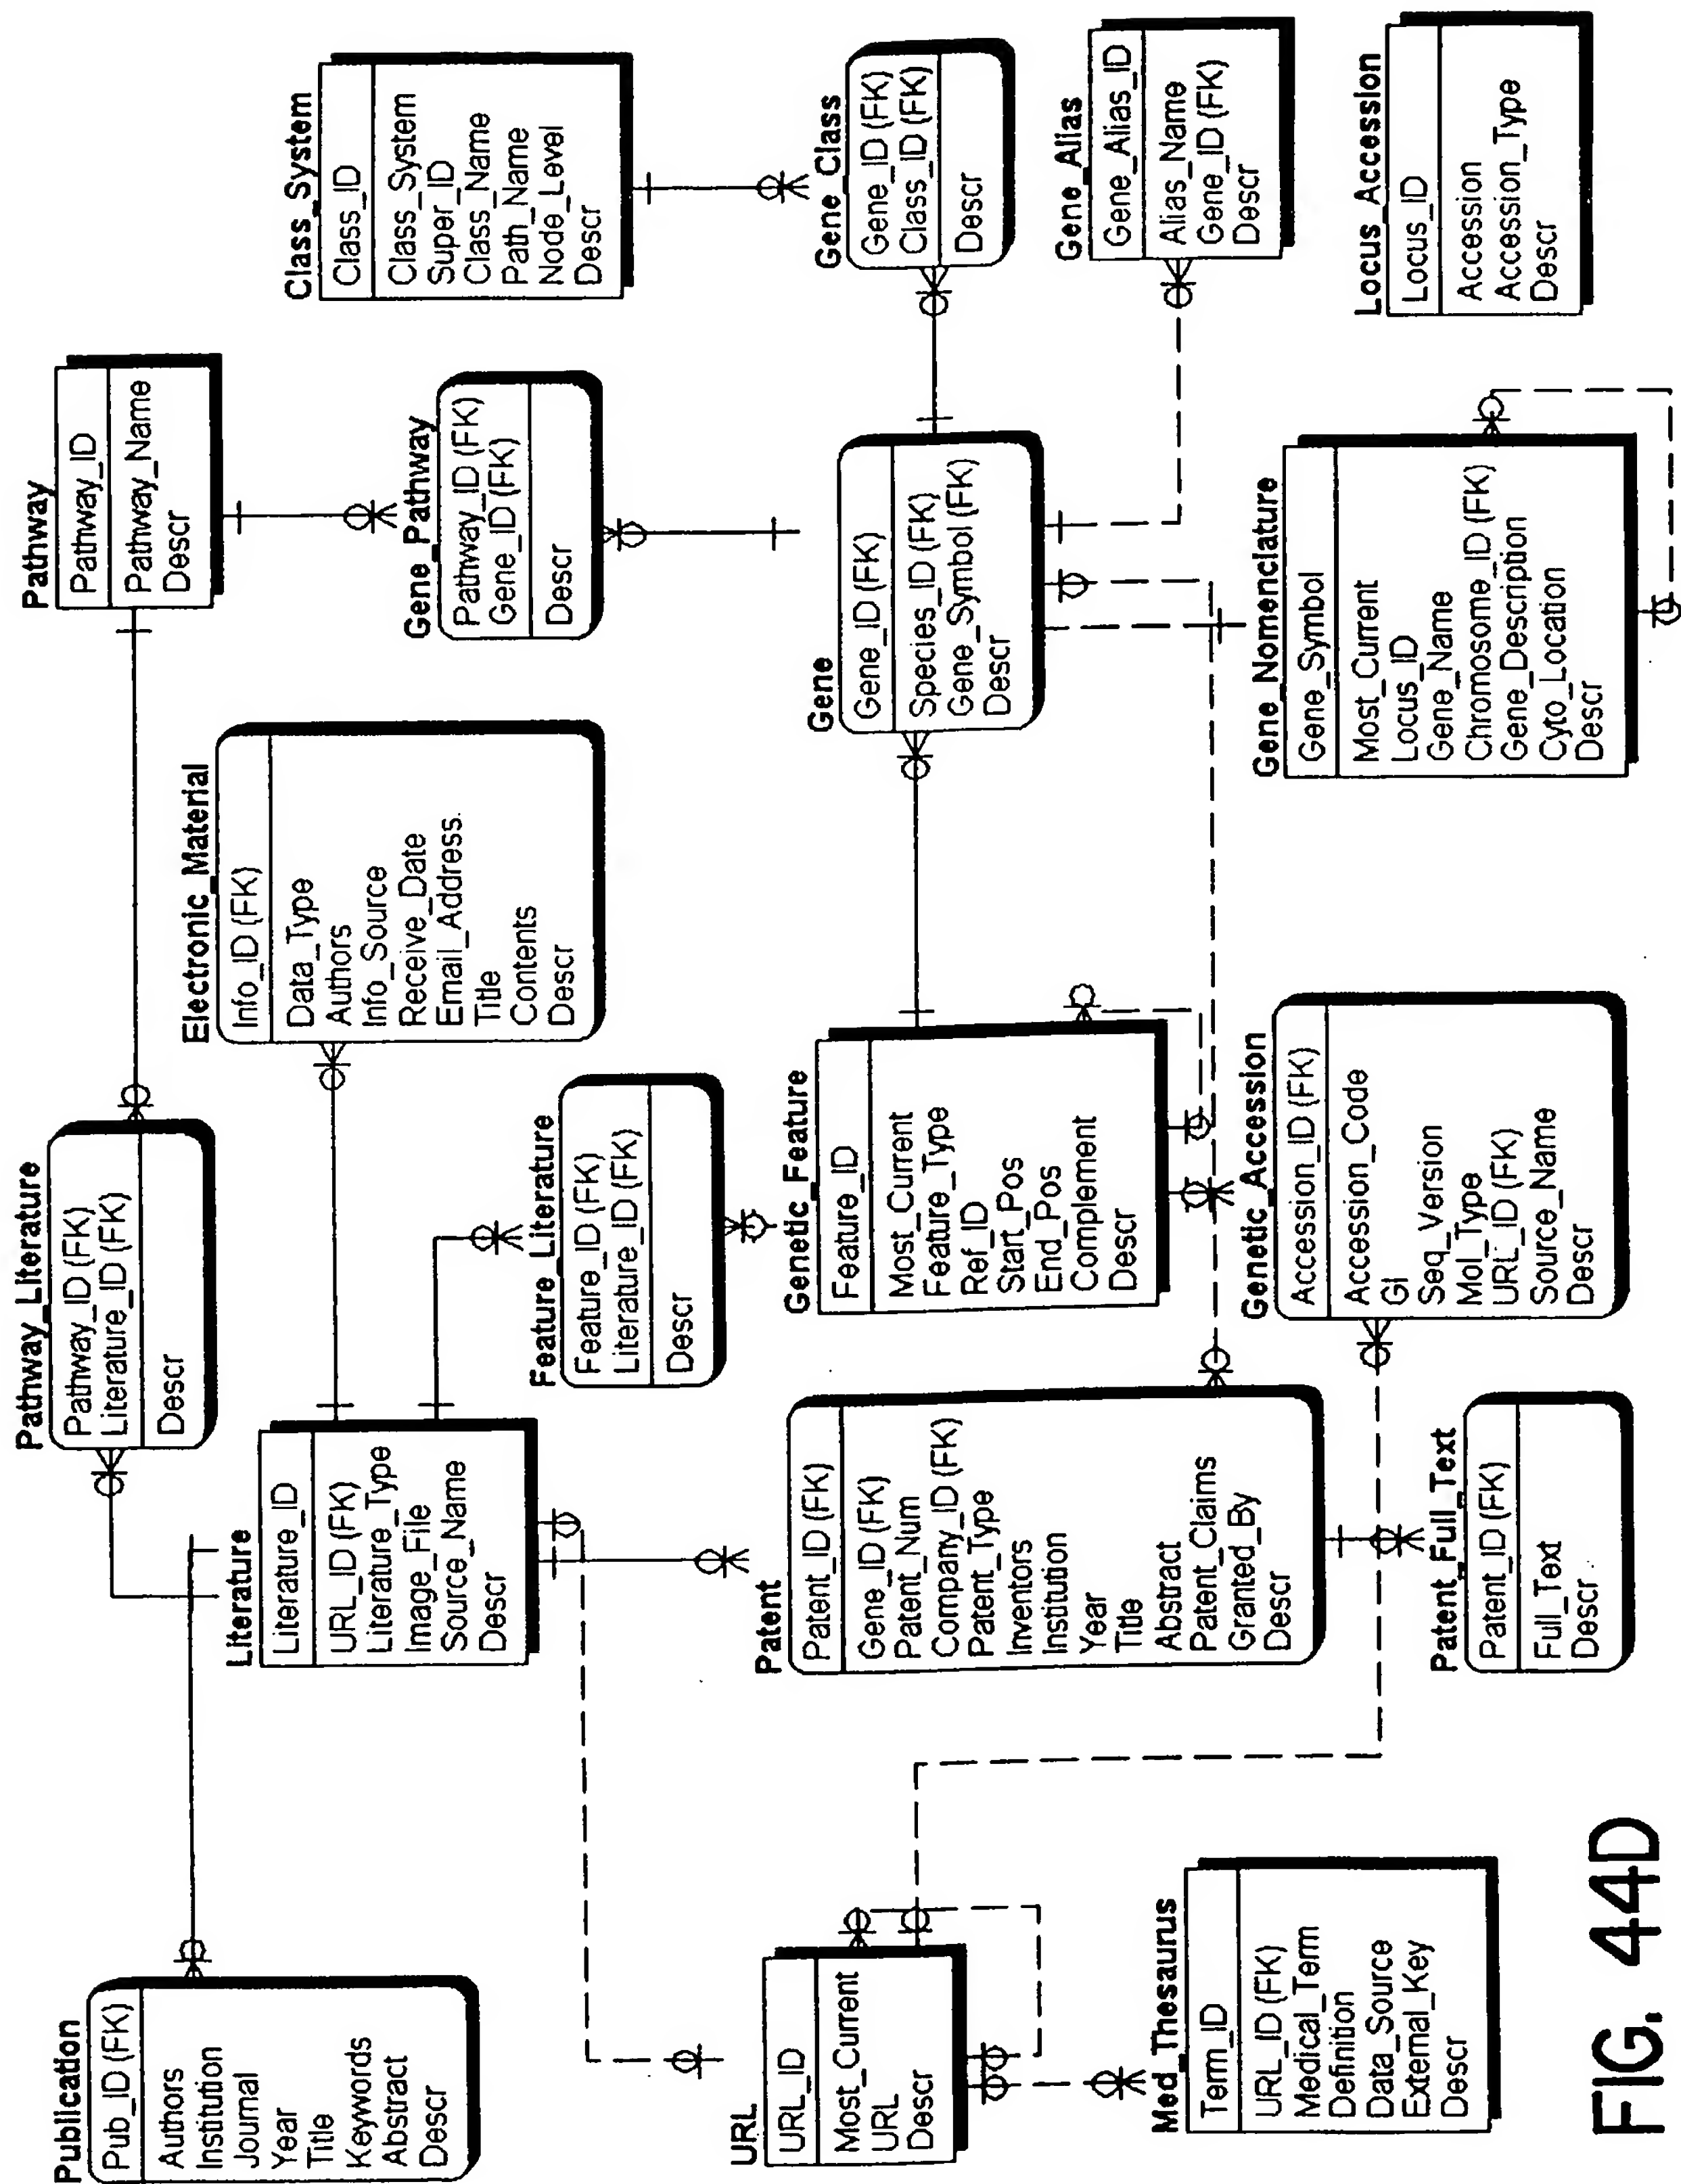 Publication
Pub_ID (FK)
Authors
Institution
Journal
Year
Title
Keywords
Abstract
Descr
Pathway_Literature
Pathway_ID (FK)
Literature_ID (FK)
Descr
Pathway
Pathway_ID
Pathway_Name
Descr
Literature
Literature_ID
URL_ID (FK)
Literature_Type
Image_File
Source_Name
Descr
Electronic_Material
Info_ID (FK)
Data_Type
Authors
Info_Source
Receive_Date
Email_Address.
Title
Contents
Descr
Class_System
Class_ID
Class_System
Super_ID
Class_Name
Path_Name
Node_Level
Descr
Gene_Pathway
Pathway_ID (FK)
Gene_ID (FK)
Descr
Feature_Literature
Feature_ID (FK)
Literature_ID (FK)
Descr
URL
URL_ID
Most_Current
URL
Descr
Patent
Patent_ID (FK)
Gene_ID (FK)
Patent_Num
Company_ID (FK)
Patent_Type
Inventors
Institution
Year
Title
Abstract
Patent_Claims
Granted_By
Descr
Genetic_Feature
Feature_ID
Most_Current
Feature_Type
Ref_ID
Start_Pos
End_Pos
Complement
Descr
Gene
Gene_ID (FK)
Species_ID (FK)
Gene_Symbol (FK)
Descr
Gene_Class
Gene_ID (FK)
Class_ID (FK)
Descr
Gene_Alias
Gene_Alias_ID
Alias_Name
Gene_ID (FK)
Descr
Med_Thesaurus
Term_ID
URL_ID (FK)
Medical_Term
Definition
Data_Source
External_Key
Descr
Genetic_Accession
Accession_ID (FK)
Accession_Code
GI
Seq_Version
Mol_Type
URL_ID (FK)
Source_Name
Descr
Gene_Nomenclature
Gene_Symbol
Most_Current
Locus_ID
Gene_Name
Chromosome_ID (FK)
Gene_Description
Cyto_Location
Descr
Locus_Accession
Locus_ID
Accession
Accession_Type
Descr
Patent_Full_Text
Patent_ID (FK)
Full_Text
Descr
FIG. 44D